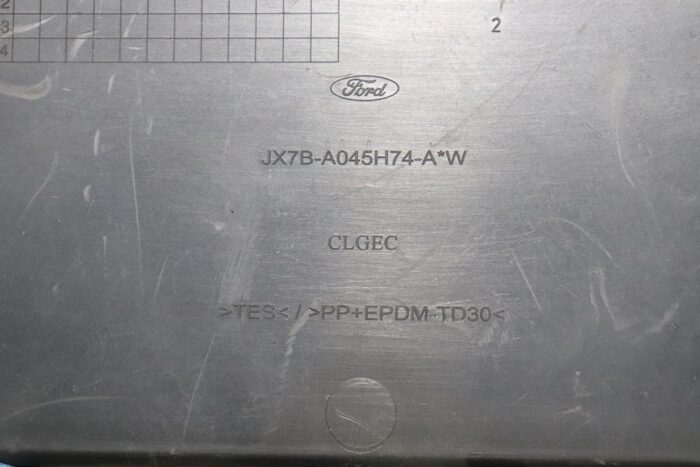 2
3
4
2
Ford
JX7B-A045H74-A*W
CLGEC
>TES< / >PP+EPDM-TD30<